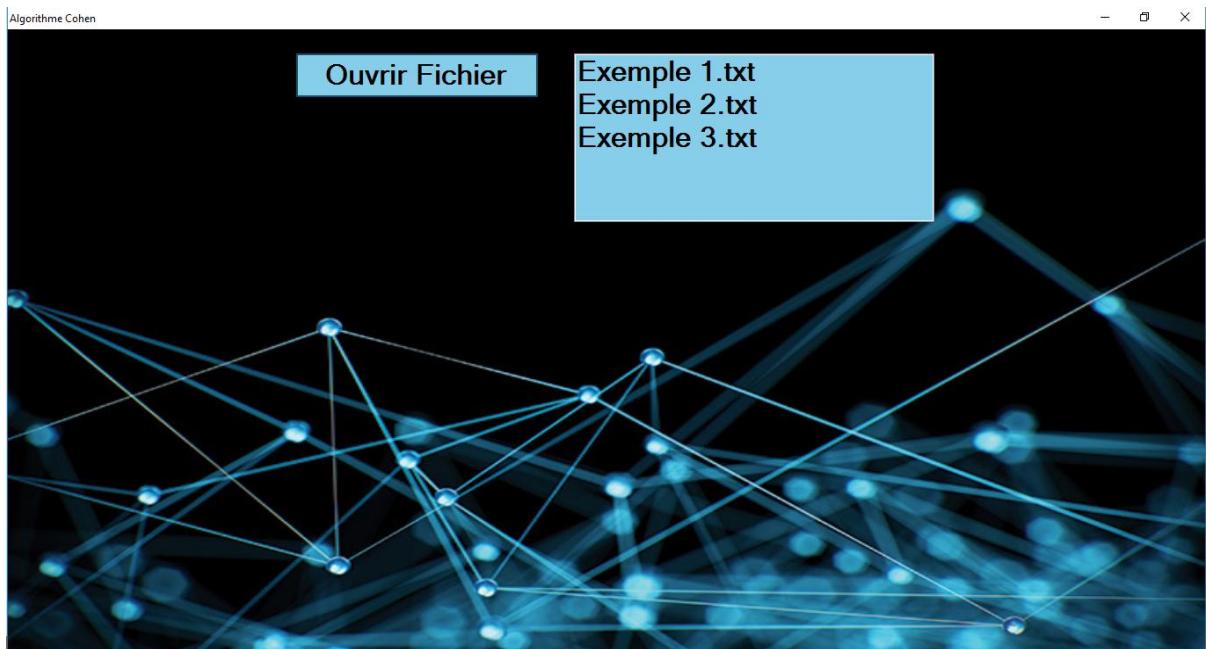 Algorithme Cohen
Ouvrir Fichier
Exemple 1.txt
Exemple 2.txt
Exemple 3.txt